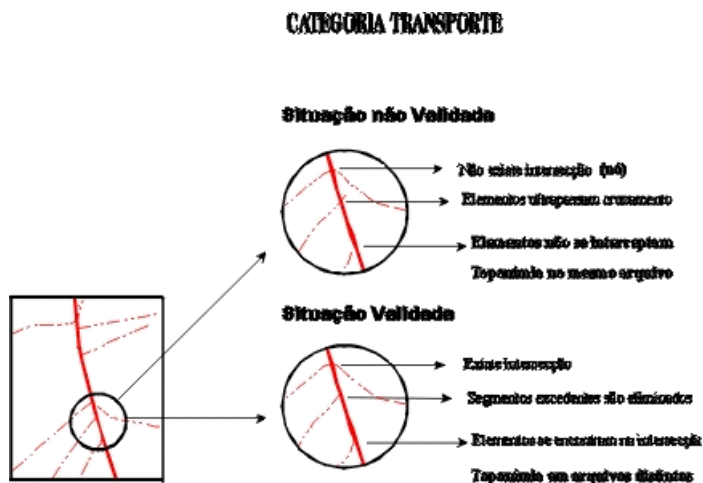 CATEGORIA TRANSPORTE
Situação não Validada
Não existe intersecção (nó)
Elementos ultrapassam cruzamento
Elementos não se interceptam
Toponímia no mesmo arquivo
Situação Validada
Existe intersecção
Segmentos excedentes são eliminados
Elementos se encontram na intersecção
Toponímia em arquivos distintos